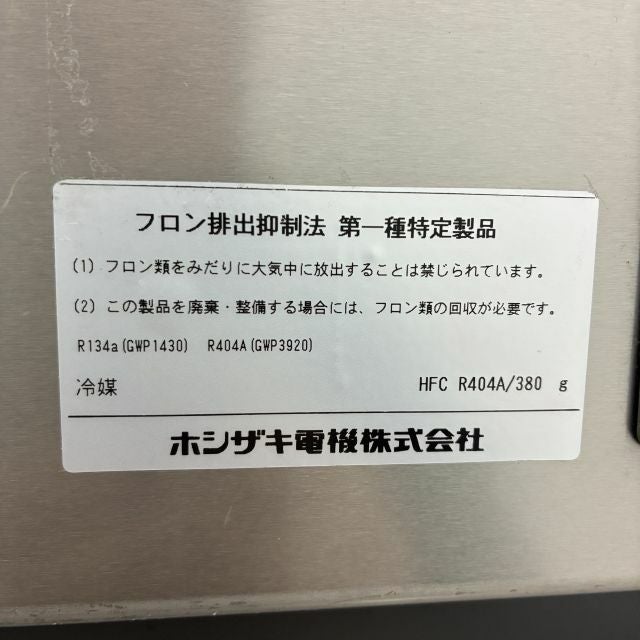 フロン排出抑制法 第一種特定製品
(1) フロン類をみだりに大気中に放出することは禁じられています。
(2) この製品を廃棄・整備する場合には、フロン類の回収が必要です。
R134a(GWP1430) R404A(GWP3920)
冷媒 HFC R404A/380 g
ホシザキ電機株式会社